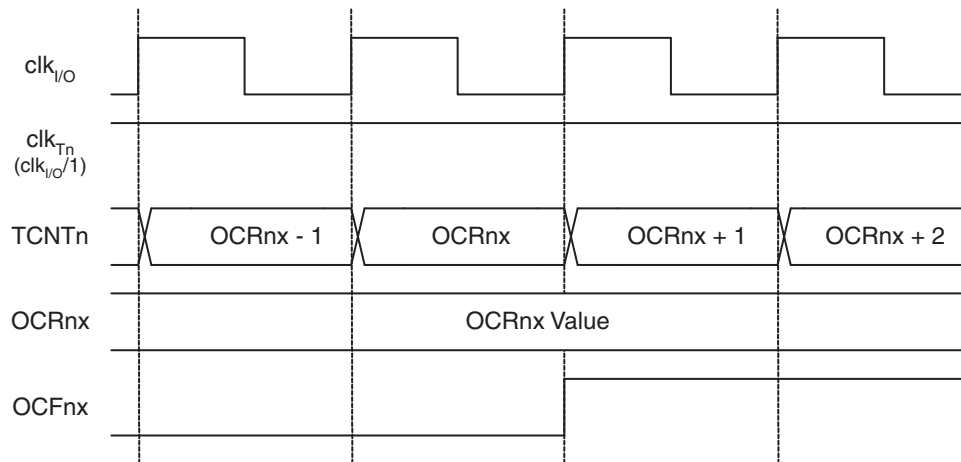 clkI/O
clkTn
(clkI/O/1)
TCNTn OCRnx - 1 OCRnx OCRnx + 1 OCRnx + 2
OCRnx OCRnx Value
OCFnx